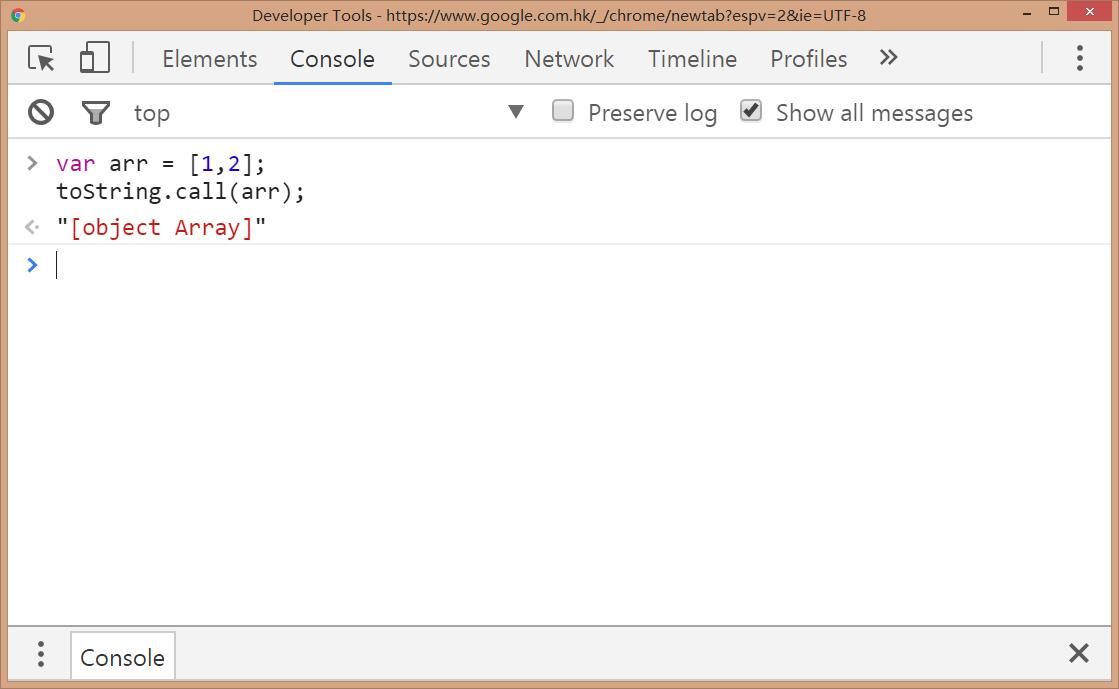 Developer Tools - https://www.google.com.hk/_/chrome/newtab?espv=2&ie=UTF-8
Elements Console Sources Network Timeline Profiles »
top ▼ Preserve log Show all messages
> var arr = [1,2];
toString.call(arr);
"[object Array]"
>
Console